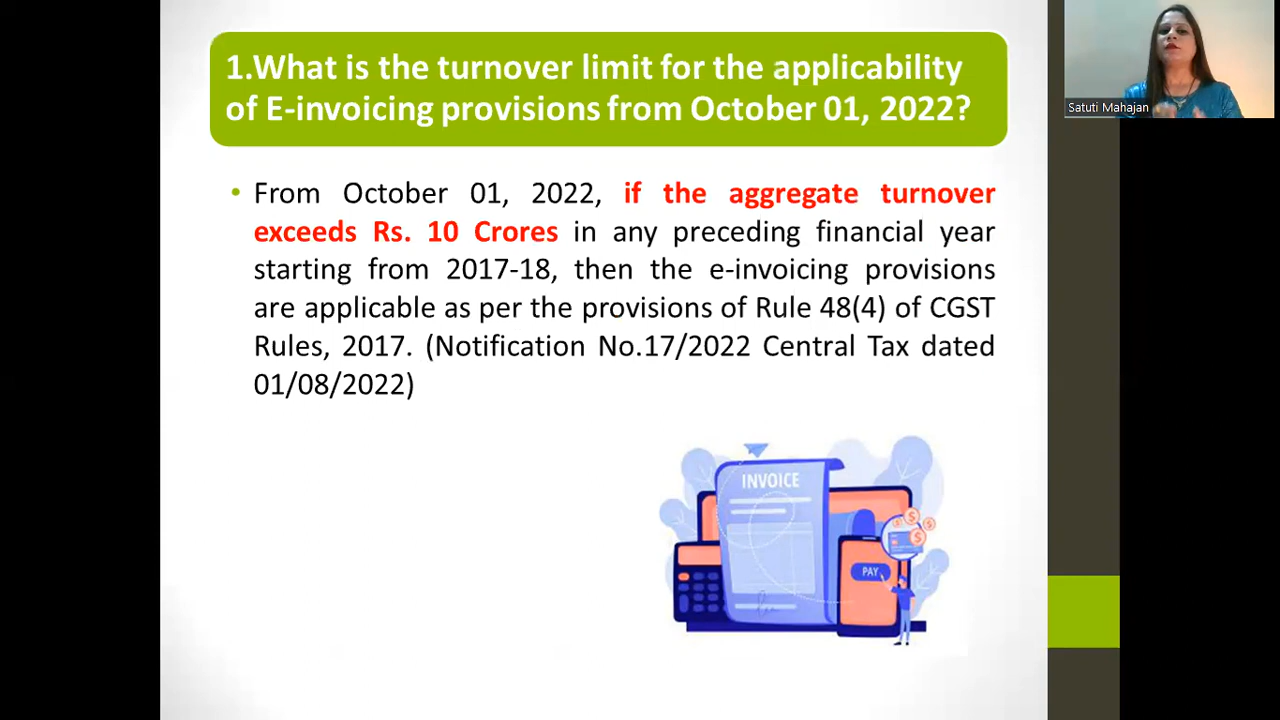 1.What is the turnover limit for the applicability
of E-invoicing provisions from October 01, 2022?
Satuti Mahajan
• From October 01, 2022, if the aggregate turnover
exceeds Rs. 10 Crores in any preceding financial year
starting from 2017-18, then the e-invoicing provisions
are applicable as per the provisions of Rule 48(4) of CGST
Rules, 2017. (Notification No.17/2022 Central Tax dated
01/08/2022)
INVOICE
PAY